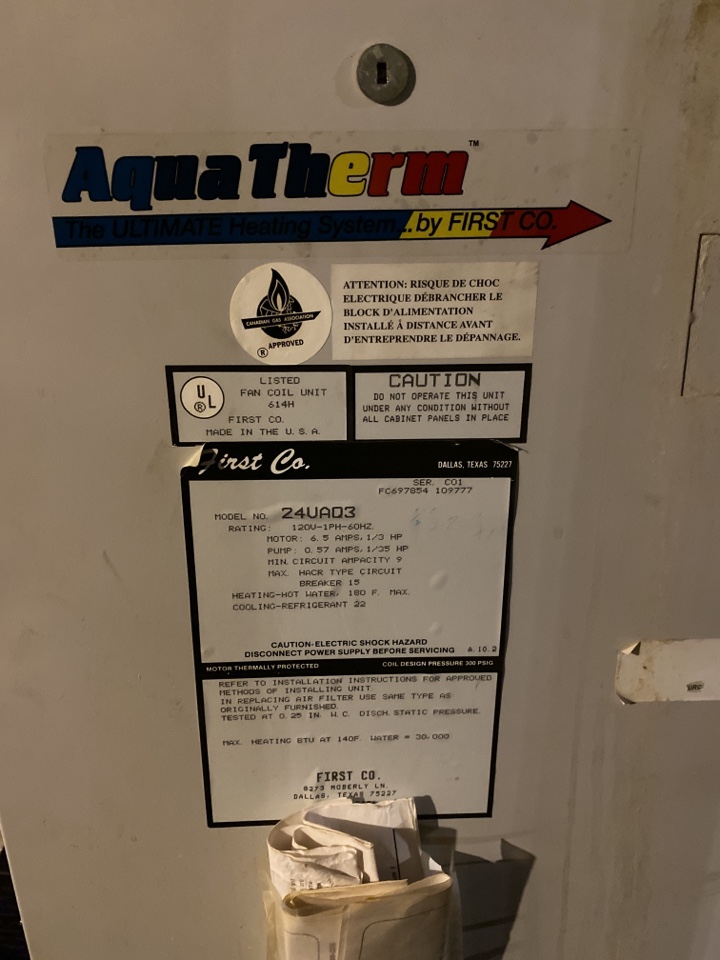 AquaTherm™
The ULTIMATE Heating System...by FIRST CO.
CANADIAN GAS ASSOCIATION
® APPROVED
ATTENTION: RISQUE DE CHOC
ELECTRIQUE DÉBRANCHER LE
BLOCK D'ALIMENTATION
INSTALLÉ À DISTANCE AVANT
D'ENTREPRENDRE LE DÉPANNAGE.
UL®
LISTED
FAN COIL UNIT
614H
FIRST CO.
MADE IN THE U.S.A.
CAUTION
DO NOT OPERATE THIS UNIT
UNDER ANY CONDITION WITHOUT
ALL CABINET PANELS IN PLACE
First Co.
DALLAS, TEXAS 75227
SER. C01
FC697854 109777
MODEL NO. 24UA03
RATING: 120V-1PH-60HZ
MOTOR: 6.5 AMPS, 1/3 HP
PUMP: 0.57 AMPS, 1/35 HP
MIN. CIRCUIT AMPACITY 9
MAX. HACR TYPE CIRCUIT
BREAKER 15
HEATING-HOT WATER, 180 F. MAX.
COOLING-REFRIGERANT 22
CAUTION-ELECTRIC SHOCK HAZARD
DISCONNECT POWER SUPPLY BEFORE SERVICING A.10.2
MOTOR THERMALLY PROTECTED COIL DESIGN PRESSURE 300 PSIG
REFER TO INSTALLATION INSTRUCTIONS FOR APPROVED
METHODS OF INSTALLING UNIT
IN REPLACING AIR FILTER USE SAME TYPE AS
ORIGINALLY FURNISHED.
TESTED AT 0.25 IN. W.C. DISCH. STATIC PRESSURE.
MAX. HEATING BTU AT 140F. WATER = 30,000
FIRST CO.
8273 MOBERLY LN.
DALLAS, TEXAS 75227